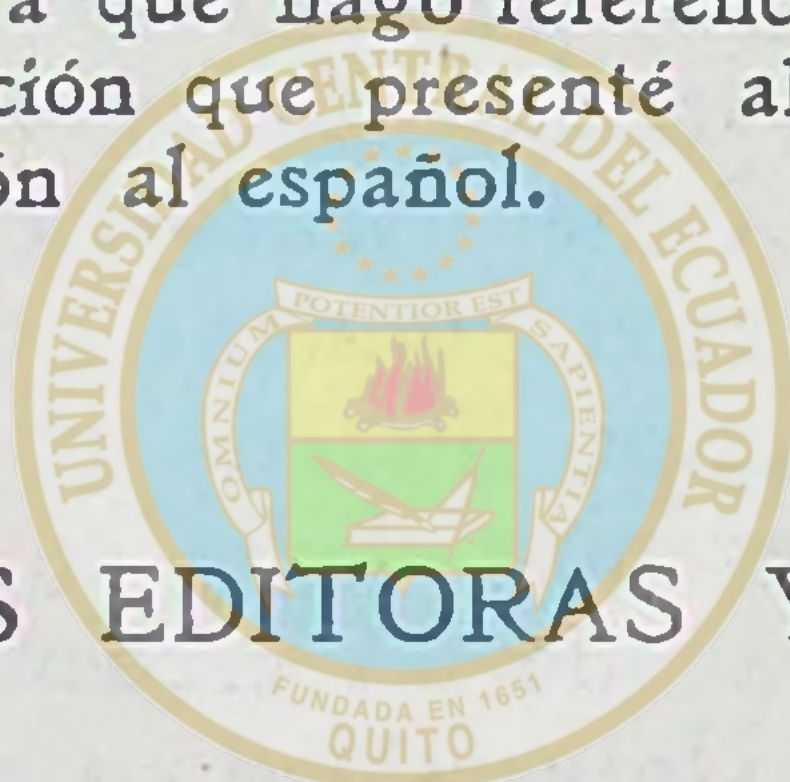 a que hago referenc
ción que presenté al
ón al español.
UNIVERSIDAD CENTRAL DEL ECUADOR
OMNIUM POTENTIOR EST SAPIENTIA
S EDITORAS Y
FUNDADA EN 1651
QUITO